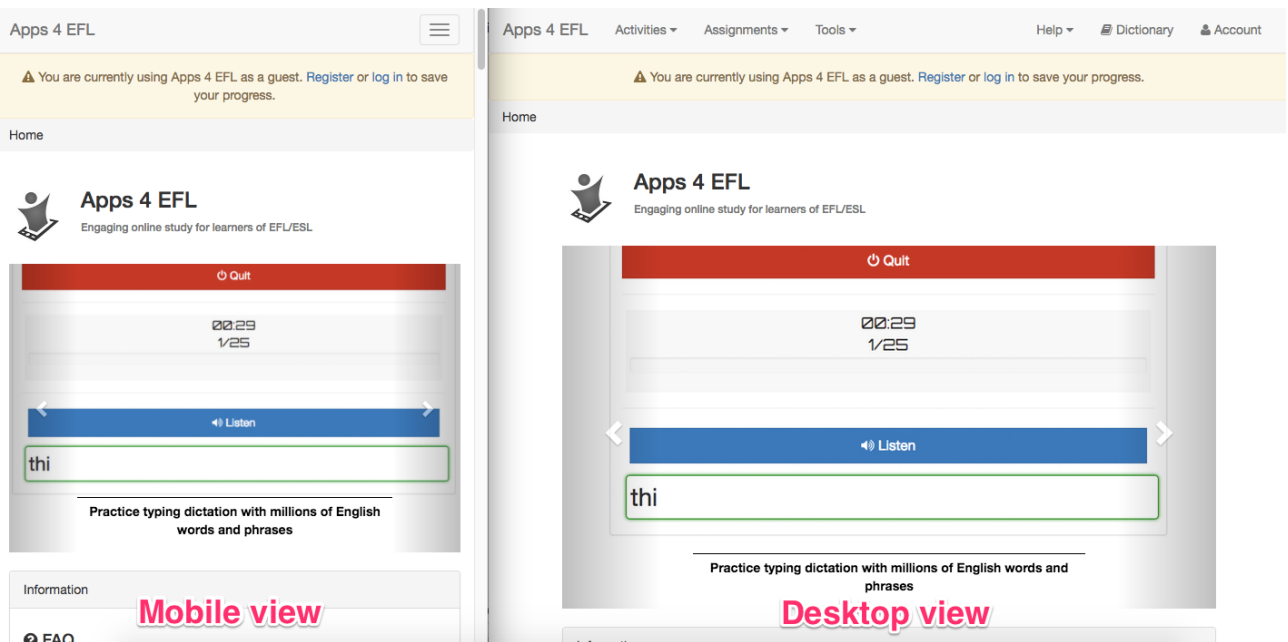 Apps 4 EFL
You are currently using Apps 4 EFL as a guest. Register or log in to save
your progress.
Home
Apps 4 EFL
Engaging online study for learners of EFL/ESL
Quit
00:29
1/25
Listen
thi
Practice typing dictation with millions of English
words and phrases
Information
FAQ
Mobile view
Apps 4 EFL Activities Assignments Tools Help Dictionary Account
You are currently using Apps 4 EFL as a guest. Register or log in to save your progress.
Home
Apps 4 EFL
Engaging online study for learners of EFL/ESL
Quit
00:29
1/25
Listen
thi
Practice typing dictation with millions of English words and
phrases
Desktop view